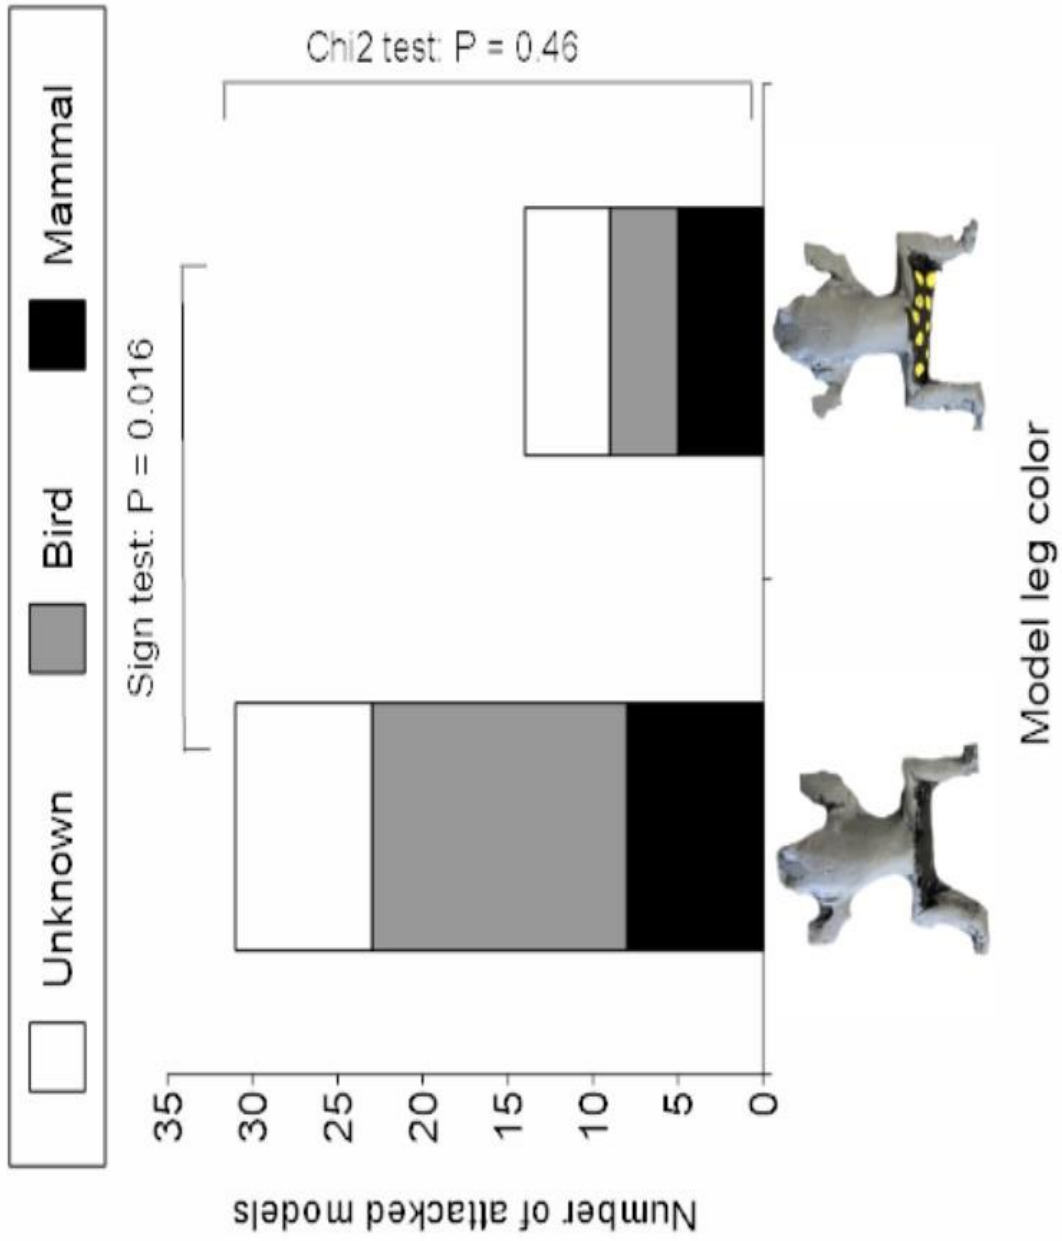 Unknown Bird Mammal
Sign test: P = 0.016
Chi2 test: P = 0.46
35
30
25
20
15
10
5
0
Number of attacked models
Model leg color